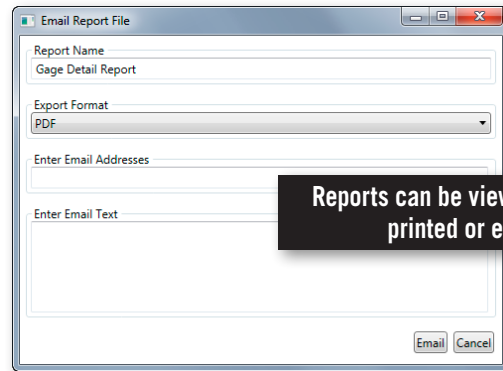 Email Report File
Report Name
Gage Detail Report
Export Format
PDF
Enter Email Addresses
Reports can be
printed or
Enter Email Text
Email Cancel